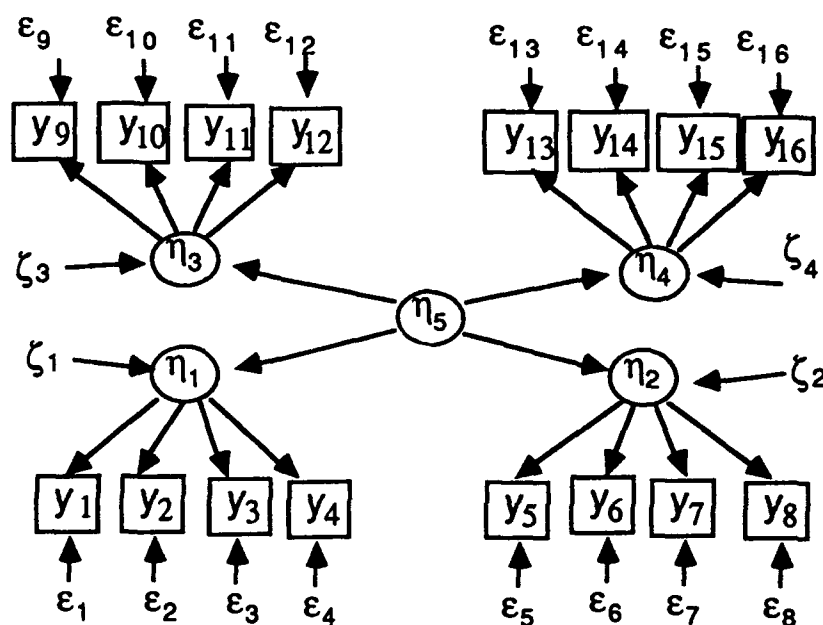 ε9 ε10 ε11 ε12 ε13 ε14 ε15 ε16
y9 y10 y11 y12 y13 y14 y15 y16
ζ3 η3 η4 ζ4
η5
ζ1 η1 η2 ζ2
y1 y2 y3 y4 y5 y6 y7 y8
ε1 ε2 ε3 ε4 ε5 ε6 ε7 ε8